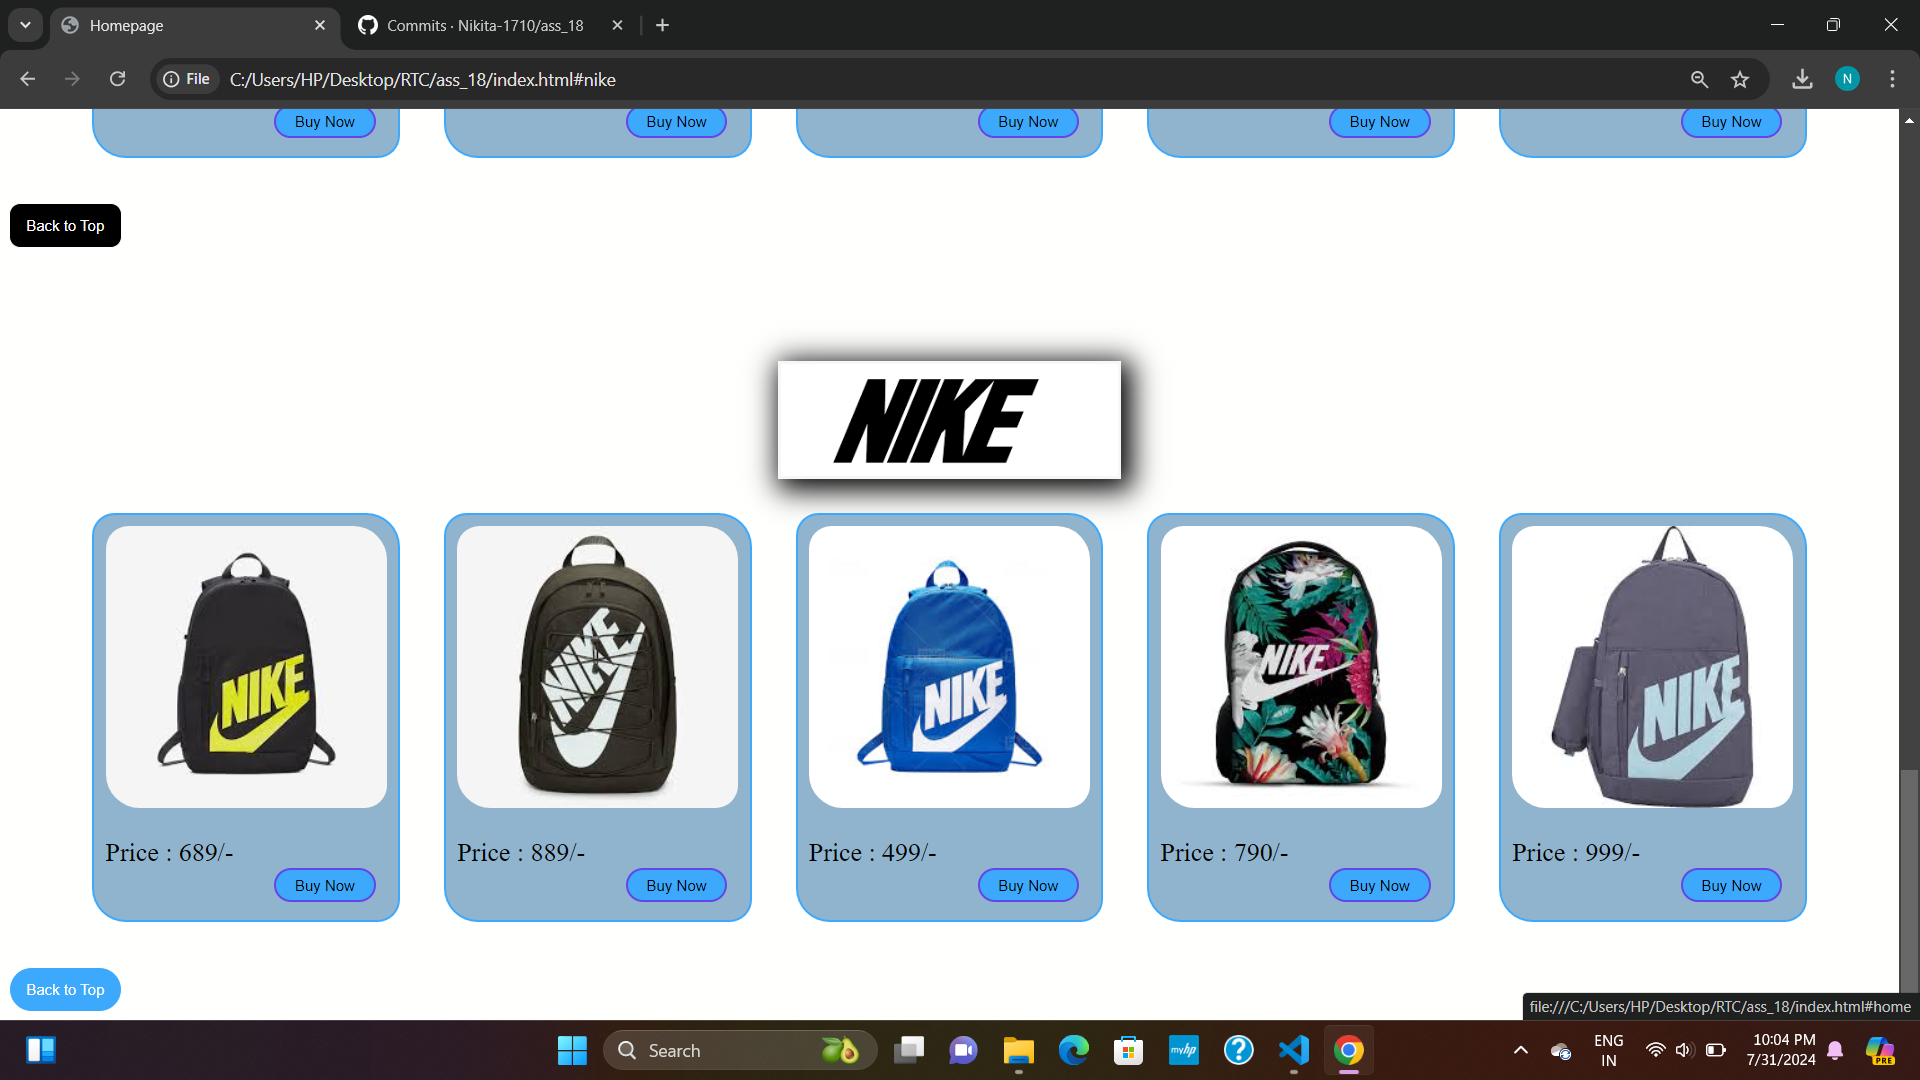 Homepage
Commits · Nikita-1710/ass_18
File
C:/Users/HP/Desktop/RTC/ass_18/index.html#nike
N
Buy Now Buy Now Buy Now Buy Now Buy Now
Back to Top
NIKE
NIKE NIKE NIKE NIKE NIKE
Price : 689/- Price : 889/- Price : 499/- Price : 790/- Price : 999/-
Buy Now Buy Now Buy Now Buy Now Buy Now
Back to Top
file:///C:/Users/HP/Desktop/RTC/ass_18/index.html#home
Search
myhp
?
ENG
IN
10:04 PM
7/31/2024
PRE